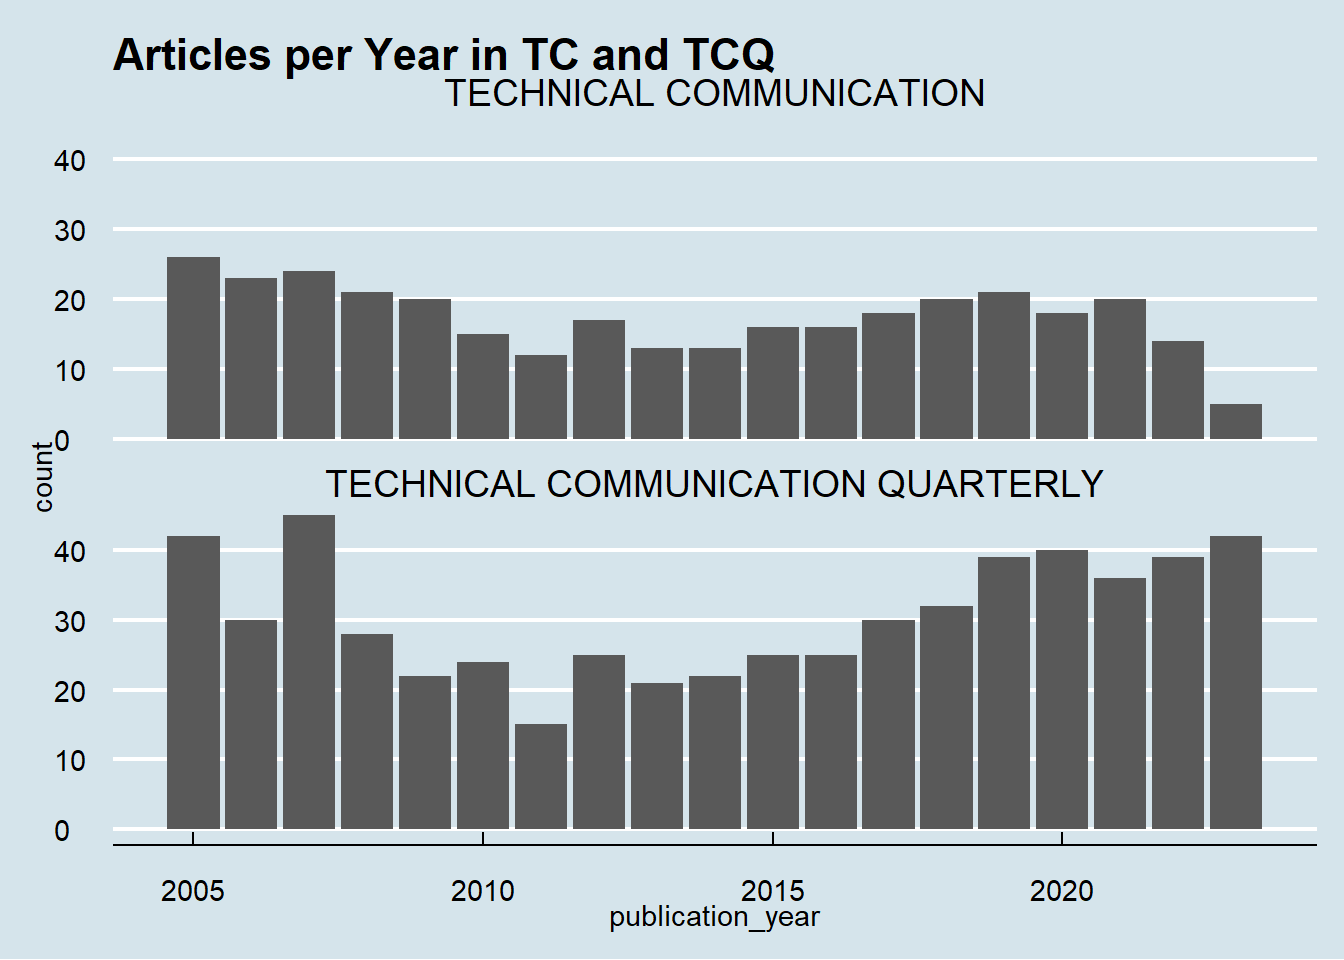 Articles per Year in TC and TCQ
TECHNICAL COMMUNICATION
40
30
20
10
0
count
TECHNICAL COMMUNICATION QUARTERLY
40
30
20
10
0
2005 2010 2015 2020
publication_year